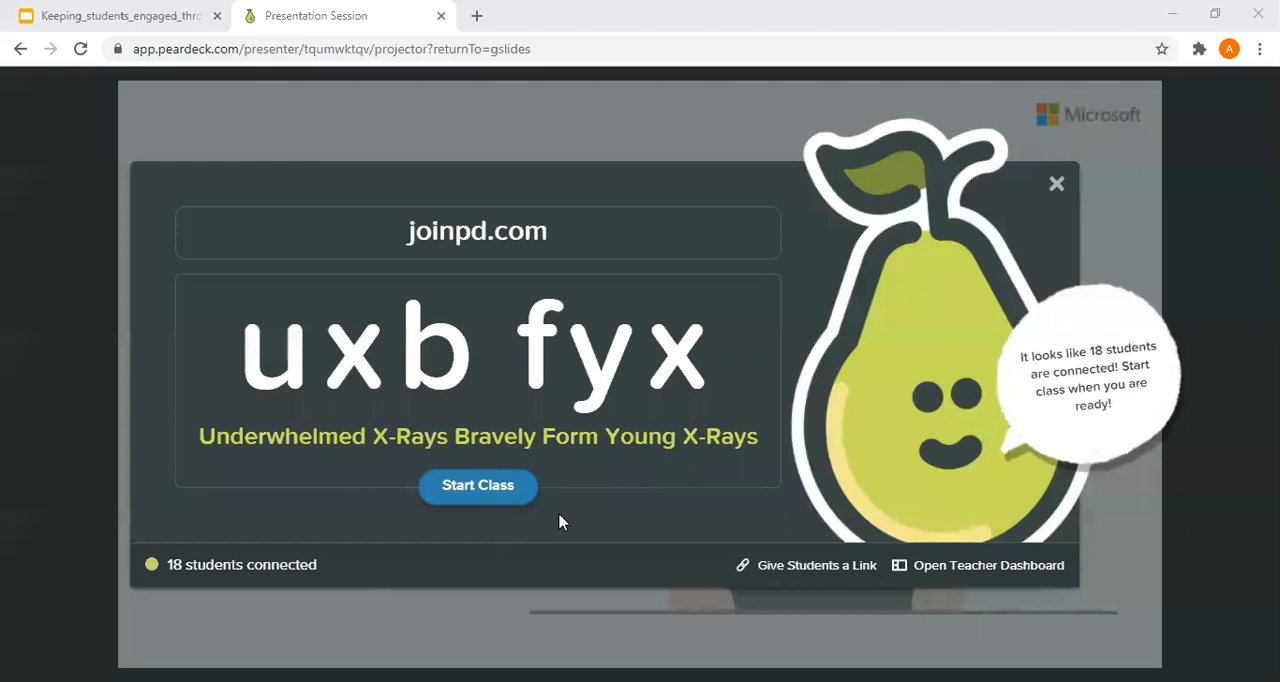 Keeping_students_engaged_thro
Presentation Session
app.peardeck.com/presenter/tqumwktqv/projector?returnTo=gslides
A
Microsoft
joinpd.com
uxb fyx
Underwhelmed X-Rays Bravely Form Young X-Rays
Start Class
It looks like 18 students
are connected! Start
class when you are
ready!
18 students connected
Give Students a Link
Open Teacher Dashboard